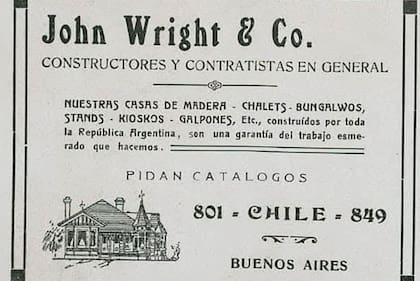 John Wright & Co.
CONSTRUCTORES Y CONTRATISTAS EN GENERAL
NUESTRAS CASAS DE MADERA - CHALETS - BUNGALWOS,
STANDS - KIOSKOS - GALPONES, Etc., construídos por toda
la República Argentina, son una garantía del trabajo esme-
rado que hacemos.
PIDAN CATALOGOS
801 - CHILE - 849
BUENOS AIRES